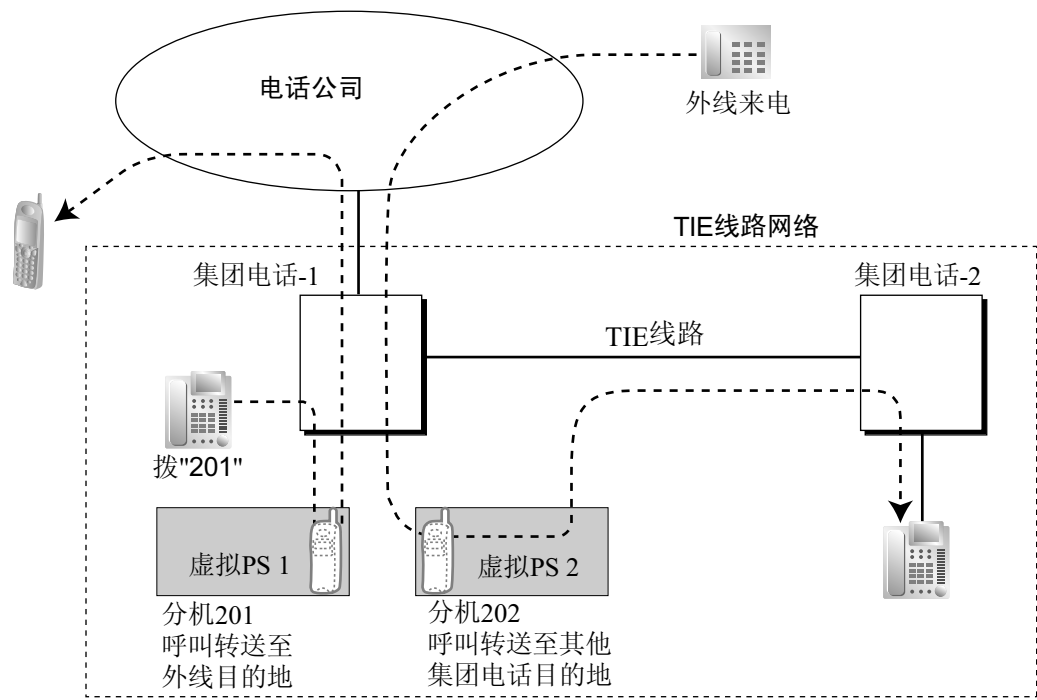 电话公司
外线来电
TIE线路网络
集团电话-1
集团电话-2
TIE线路
拨"201"
虚拟PS 1
虚拟PS 2
分机201
呼叫转送至
外线目的地
分机202
呼叫转送至其他
集团电话目的地